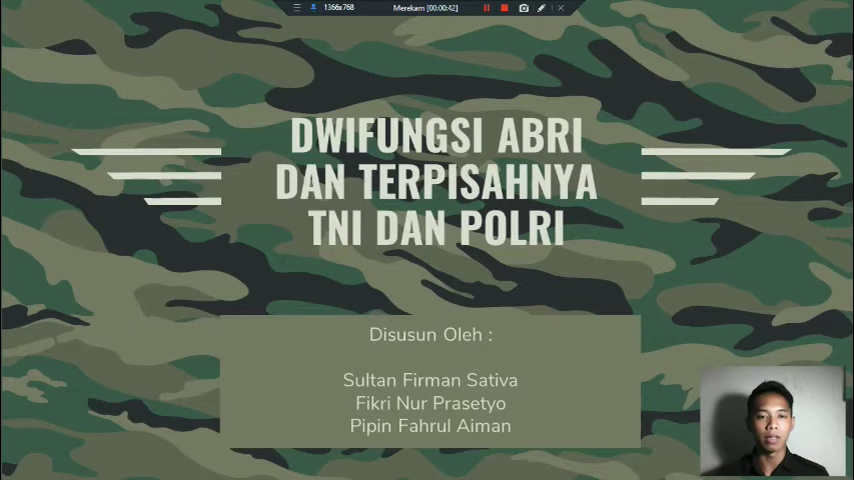 1366x768
Merekam [00:00:42]
DWIFUNGSI ABRI
DAN TERPISAHNYA
TNI DAN POLRI
Disusun Oleh :
Sultan Firman Sativa
Fikri Nur Prasetyo
Pipin Fahrul Aiman